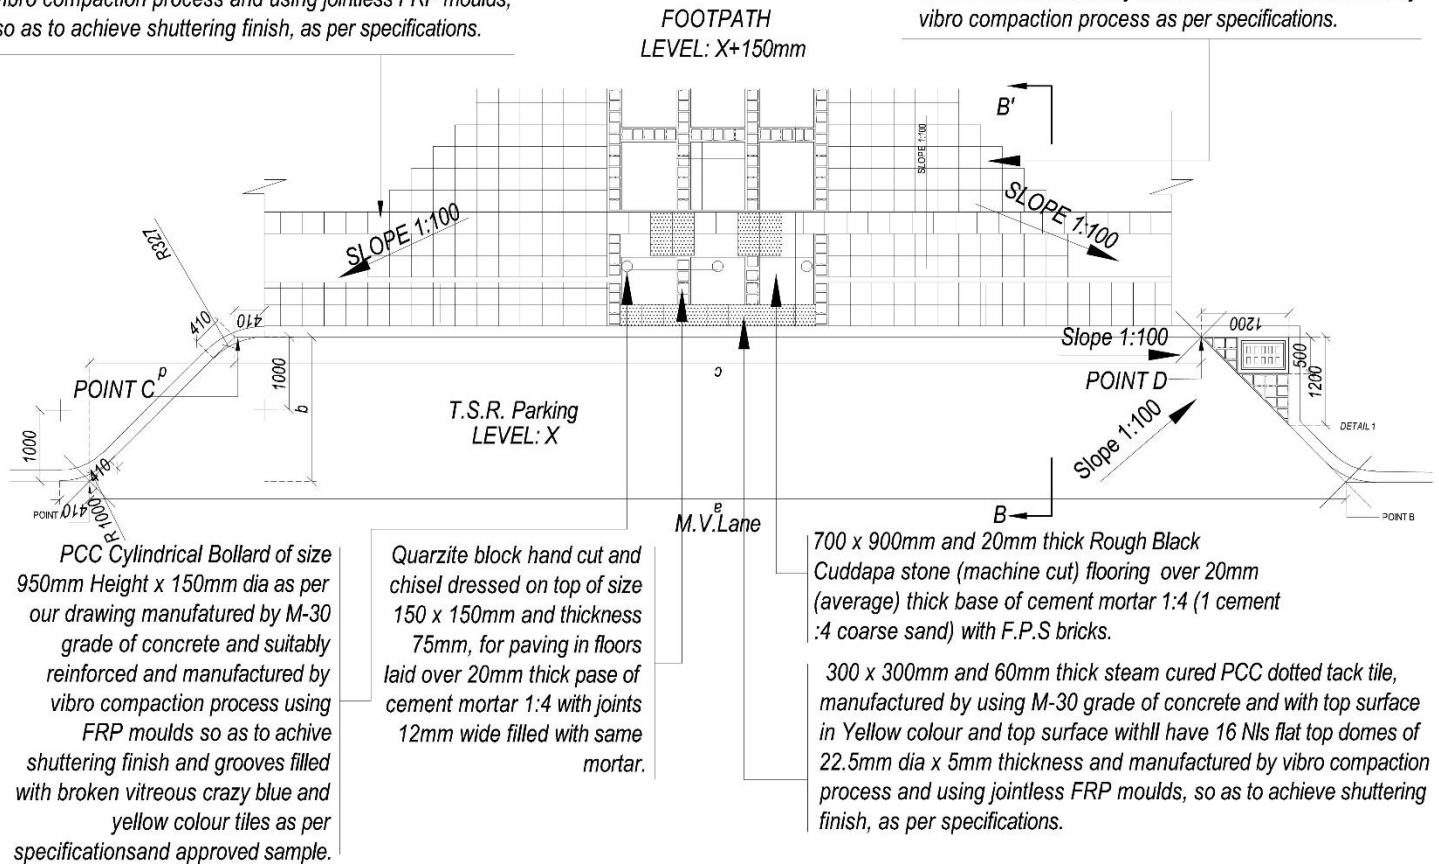 vibro compaction process and using jointless FRP moulds,
so as to achieve shuttering finish, as per specifications.
FOOTPATH
LEVEL: X+150mm
vibro compaction process as per specifications.
B'
SLOPE 1:100
SLOPE 1:100
SLOPE 1:100
R327
410
410
1000
b
d
POINT C
c
T.S.R. Parking
LEVEL: X
Slope 1:100
POINT D
1200
500
1200
Slope 1:100
DETAIL 1
1000
410
410
R 1000
POINT A
a
M.V.Lane
B
POINT B
PCC Cylindrical Bollard of size
950mm Height x 150mm dia as per
our drawing manufatured by M-30
grade of concrete and suitably
reinforced and manufactured by
vibro compaction process using
FRP moulds so as to achive
shuttering finish and grooves filled
with broken vitreous crazy blue and
yellow colour tiles as per
specificationsand approved sample.
Quarzite block hand cut and
chisel dressed on top of size
150 x 150mm and thickness
75mm, for paving in floors
laid over 20mm thick pase of
cement mortar 1:4 with joints
12mm wide filled with same
mortar.
700 x 900mm and 20mm thick Rough Black
Cuddapa stone (machine cut) flooring over 20mm
(average) thick base of cement mortar 1:4 (1 cement
:4 coarse sand) with F.P.S bricks.
300 x 300mm and 60mm thick steam cured PCC dotted tack tile,
manufactured by using M-30 grade of concrete and with top surface
in Yellow colour and top surface withll have 16 Nls flat top domes of
22.5mm dia x 5mm thickness and manufactured by vibro compaction
process and using jointless FRP moulds, so as to achieve shuttering
finish, as per specifications.